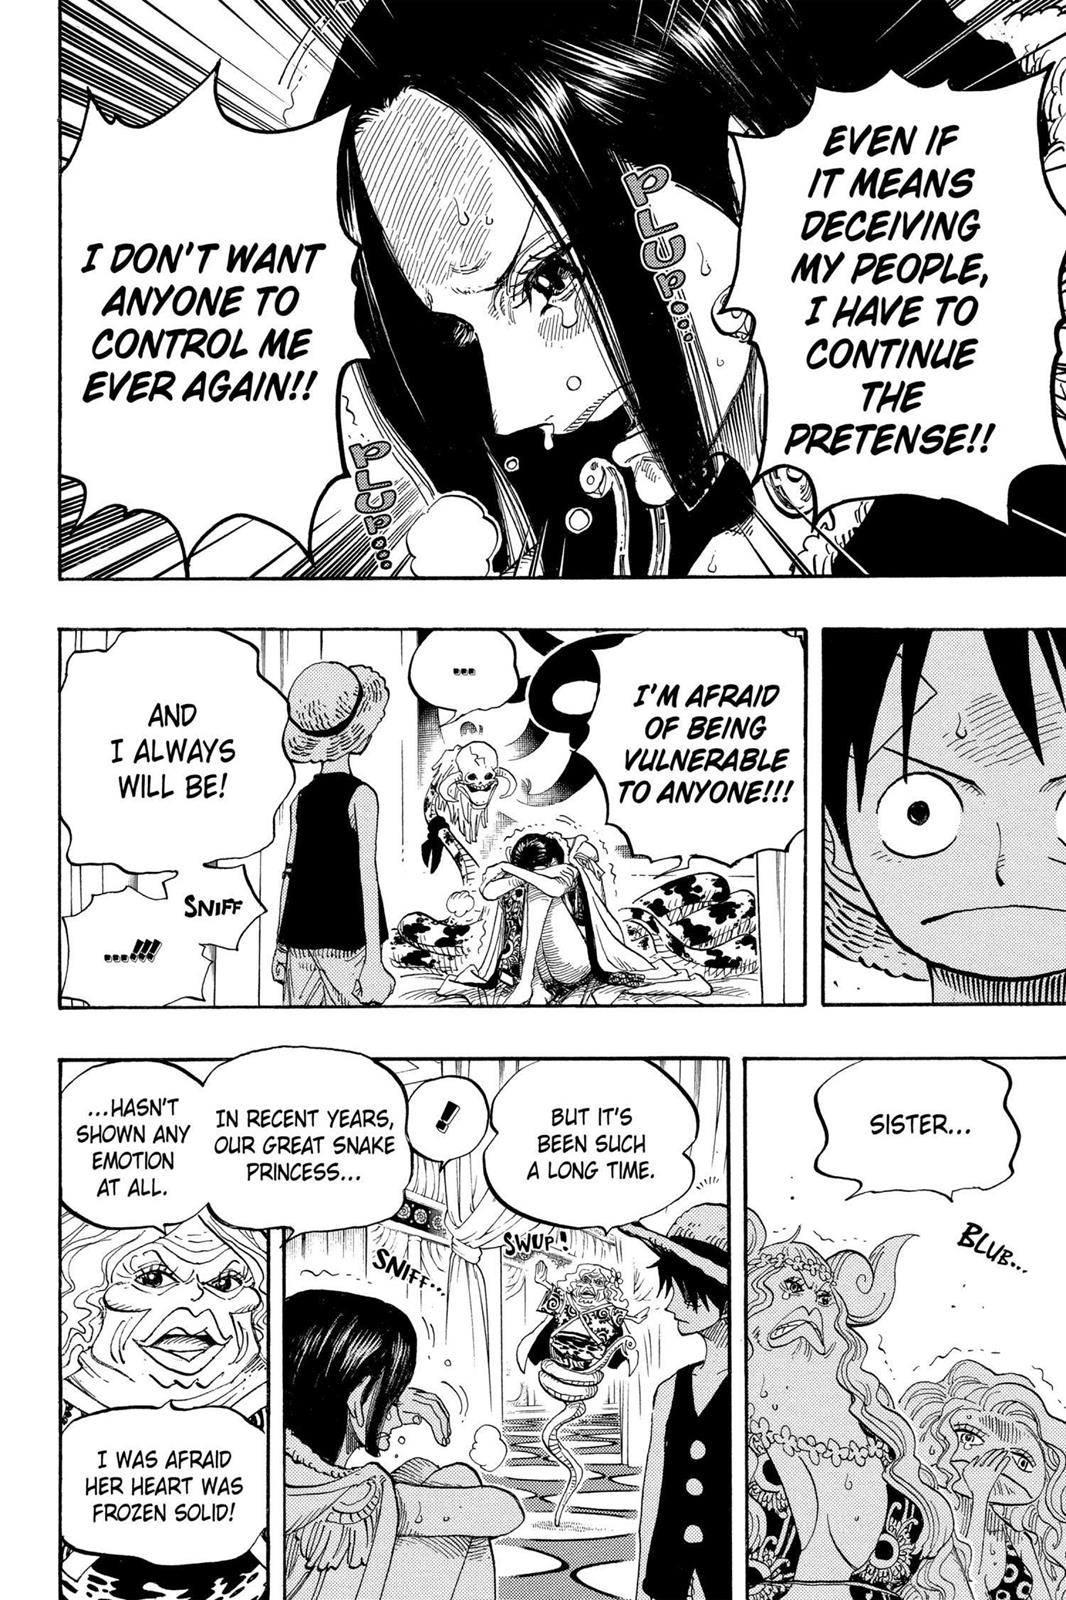 EVEN IF
IT MEANS
DECEIVING
MY PEOPLE,
I HAVE TO
CONTINUE
THE
PRETENSE!!
PLUP...
I DON'T WANT
ANYONE TO
CONTROL ME
EVER AGAIN!!
PLUP...
I'M AFRAID
OF BEING
VULNERABLE
TO ANYONE!!!
...
AND
I ALWAYS
WILL BE!
SNIFF
...!!!
SISTER...
BLUB...
BUT IT'S
BEEN SUCH
A LONG TIME.
!
SWUP!
IN RECENT YEARS,
OUR GREAT SNAKE
PRINCESS...
SNIFF...
...HASN'T
SHOWN ANY
EMOTION
AT ALL.
I WAS AFRAID
HER HEART WAS
FROZEN SOLID!